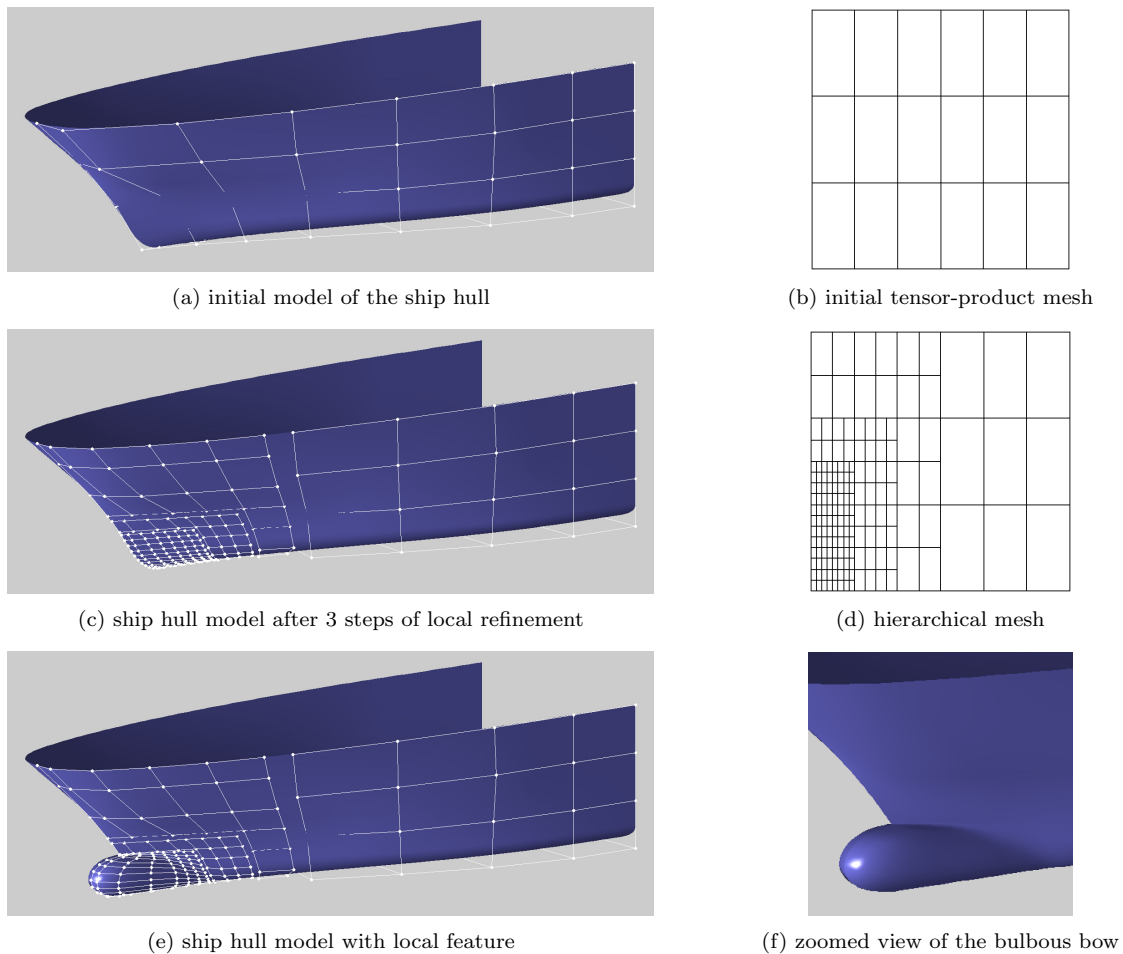 (a) initial model of the ship hull
(b) initial tensor-product mesh
(c) ship hull model after 3 steps of local refinement
(d) hierarchical mesh
(e) ship hull model with local feature
(f) zoomed view of the bulbous bow